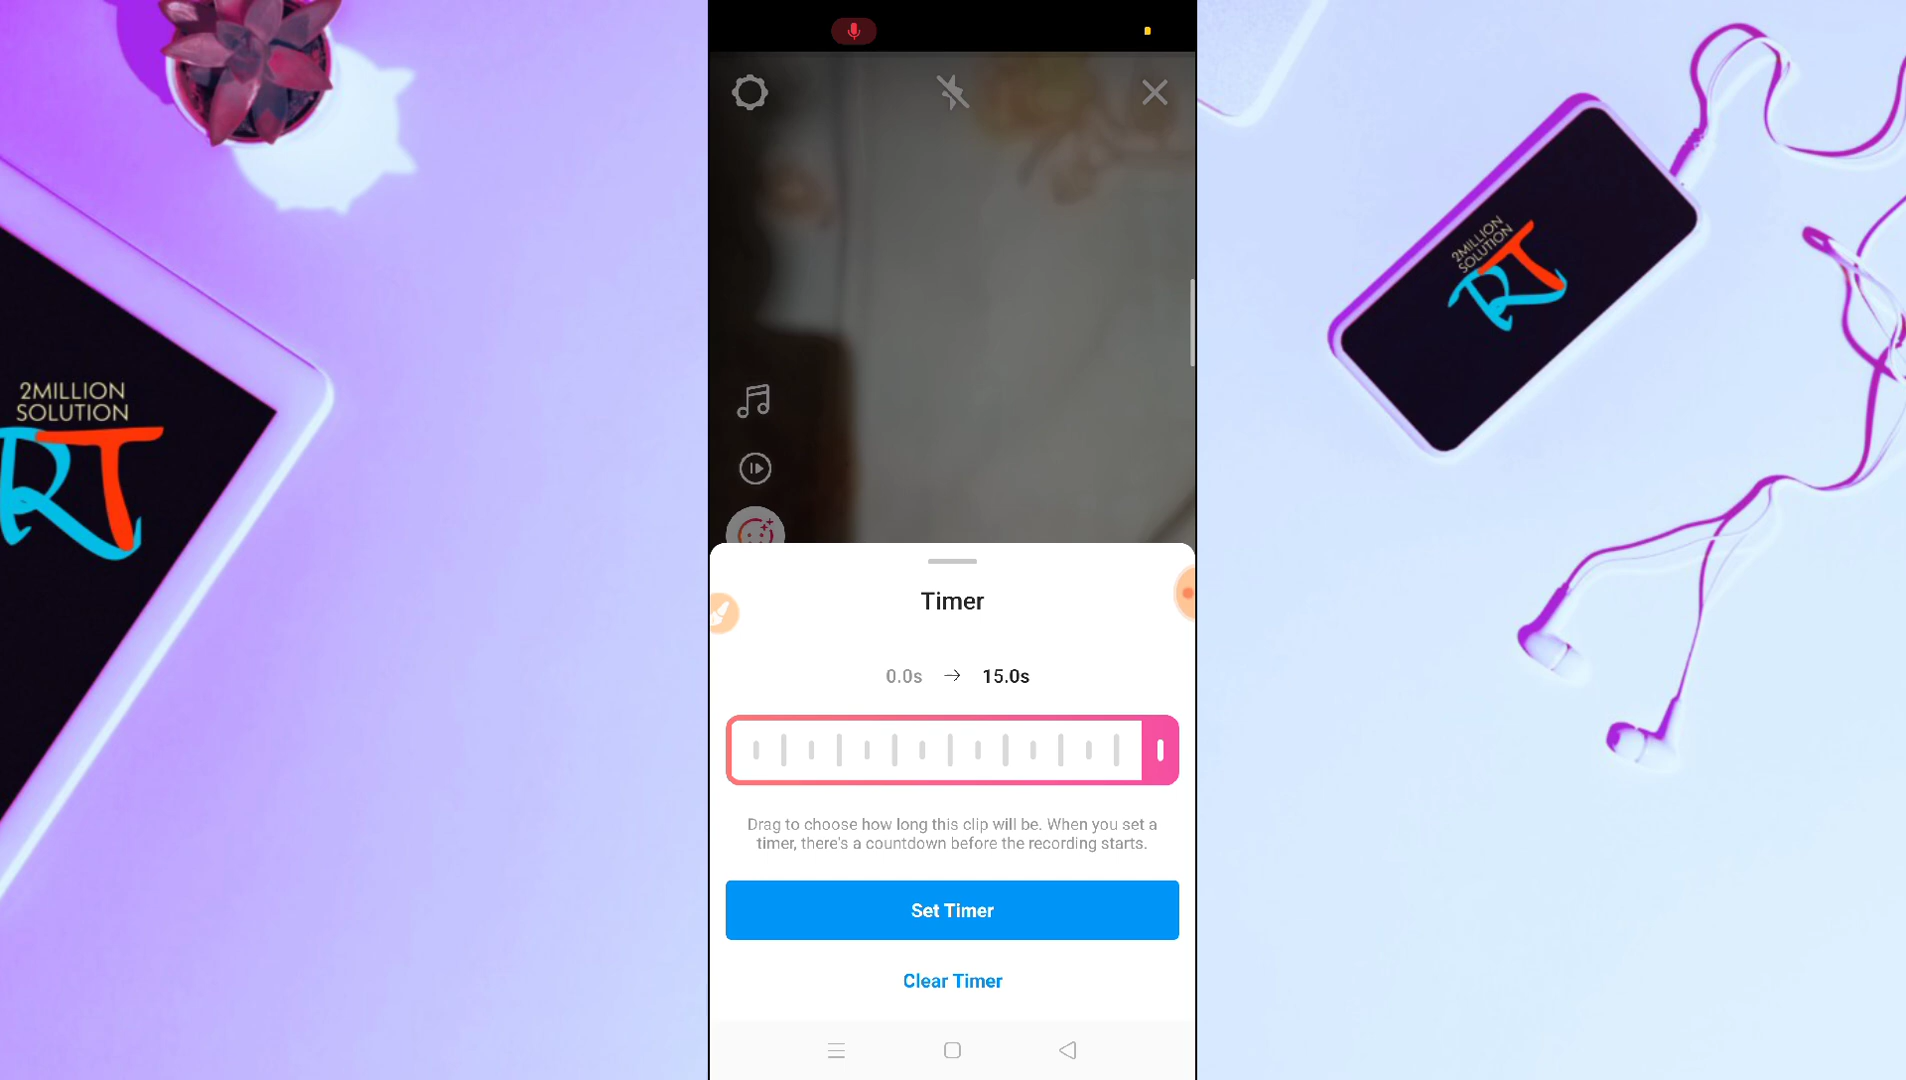 2MILLION
SOLUTION
RT
2MILLION
SOLUTION
RT
Timer
0.0s → 15.0s
Drag to choose how long this clip will be. When you set a
timer, there's a countdown before the recording starts.
Set Timer
Clear Timer